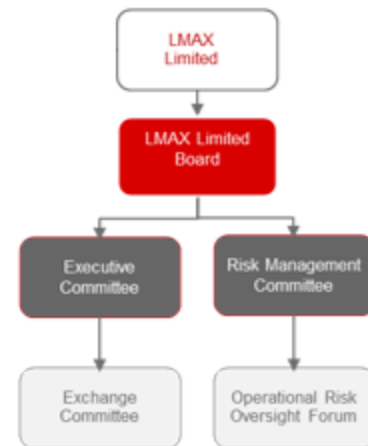 LMAX
Limited
LMAX Limited
Board
Executive
Committee
Risk Management
Committee
Exchange
Committee
Operational Risk
Oversight Forum